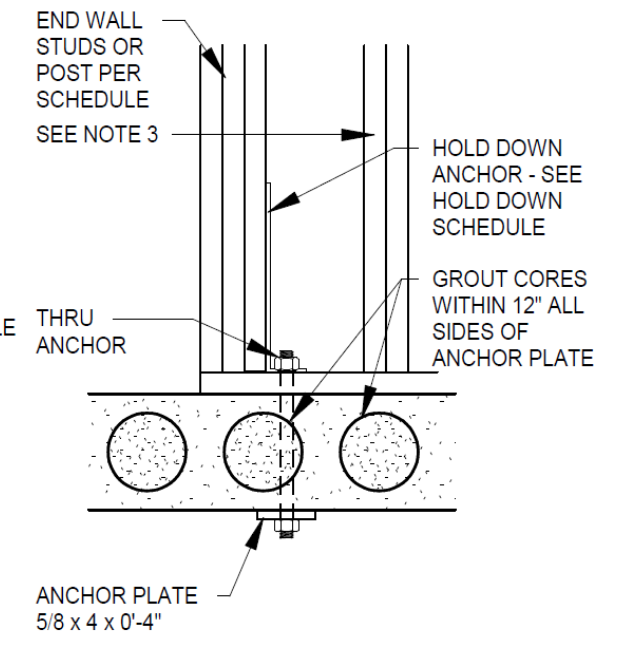 END WALL
STUDS OR
POST PER
SCHEDULE
SEE NOTE 3
HOLD DOWN
ANCHOR - SEE
HOLD DOWN
SCHEDULE
GROUT CORES
WITHIN 12" ALL
SIDES OF
ANCHOR PLATE
LE
THRU
ANCHOR
ANCHOR PLATE
5/8 x 4 x 0'-4"